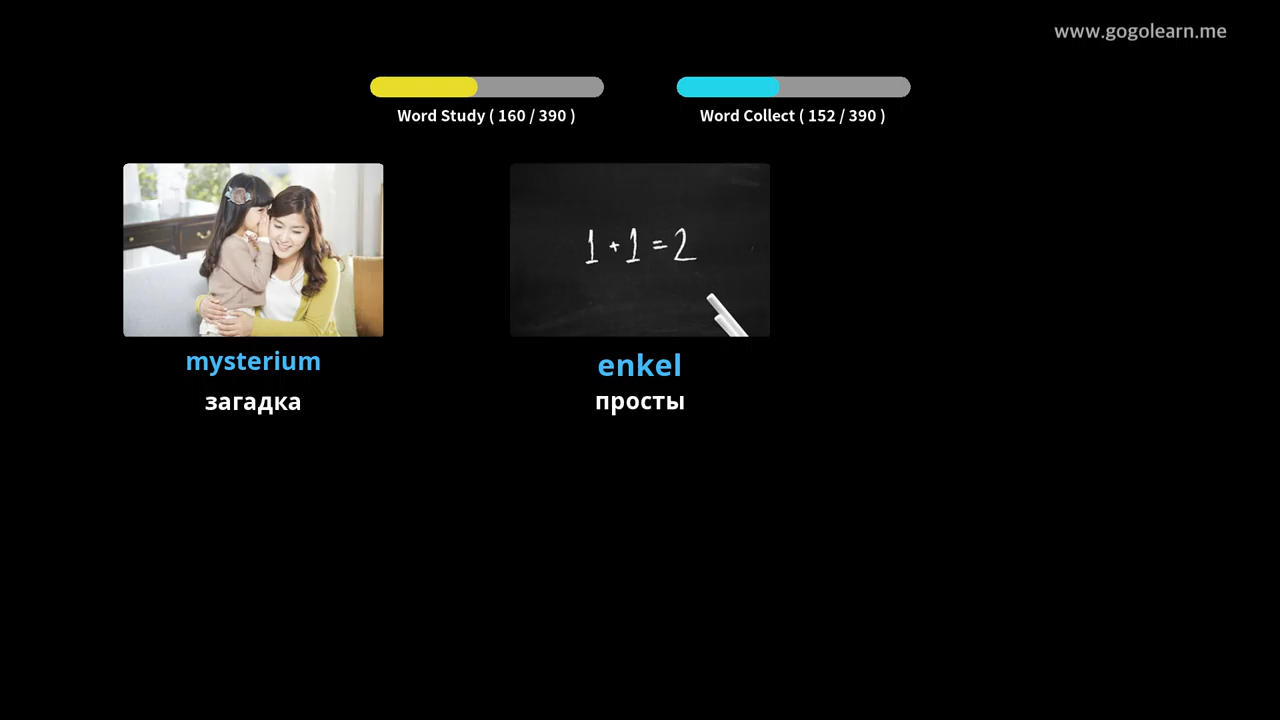 www.gogolearn.me
Word Study ( 160 / 390 )
Word Collect ( 152 / 390 )
1 + 1 = 2
mysterium
загадка
enkel
просты